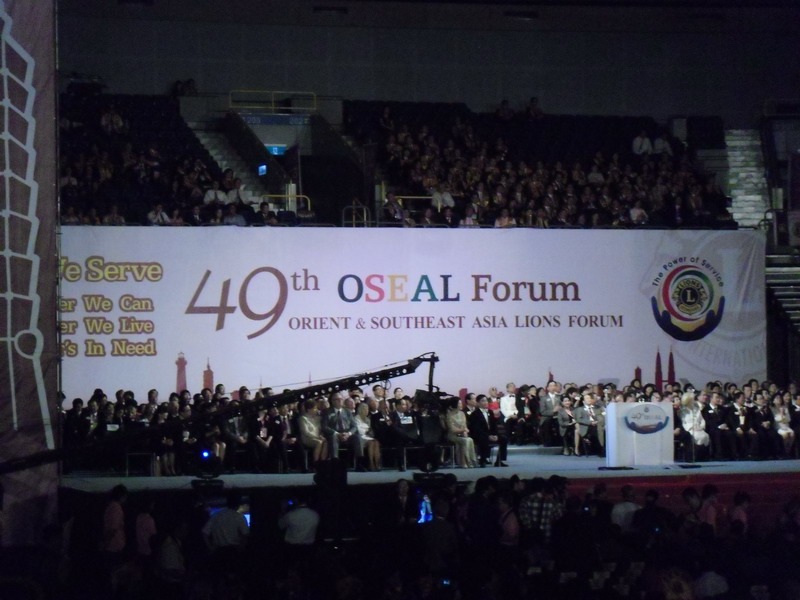 We Serve
er We Can
er We Live
's In Need
49th OSEAL Forum
ORIENT & SOUTHEAST ASIA LIONS FORUM
The Power of Service
L
49th